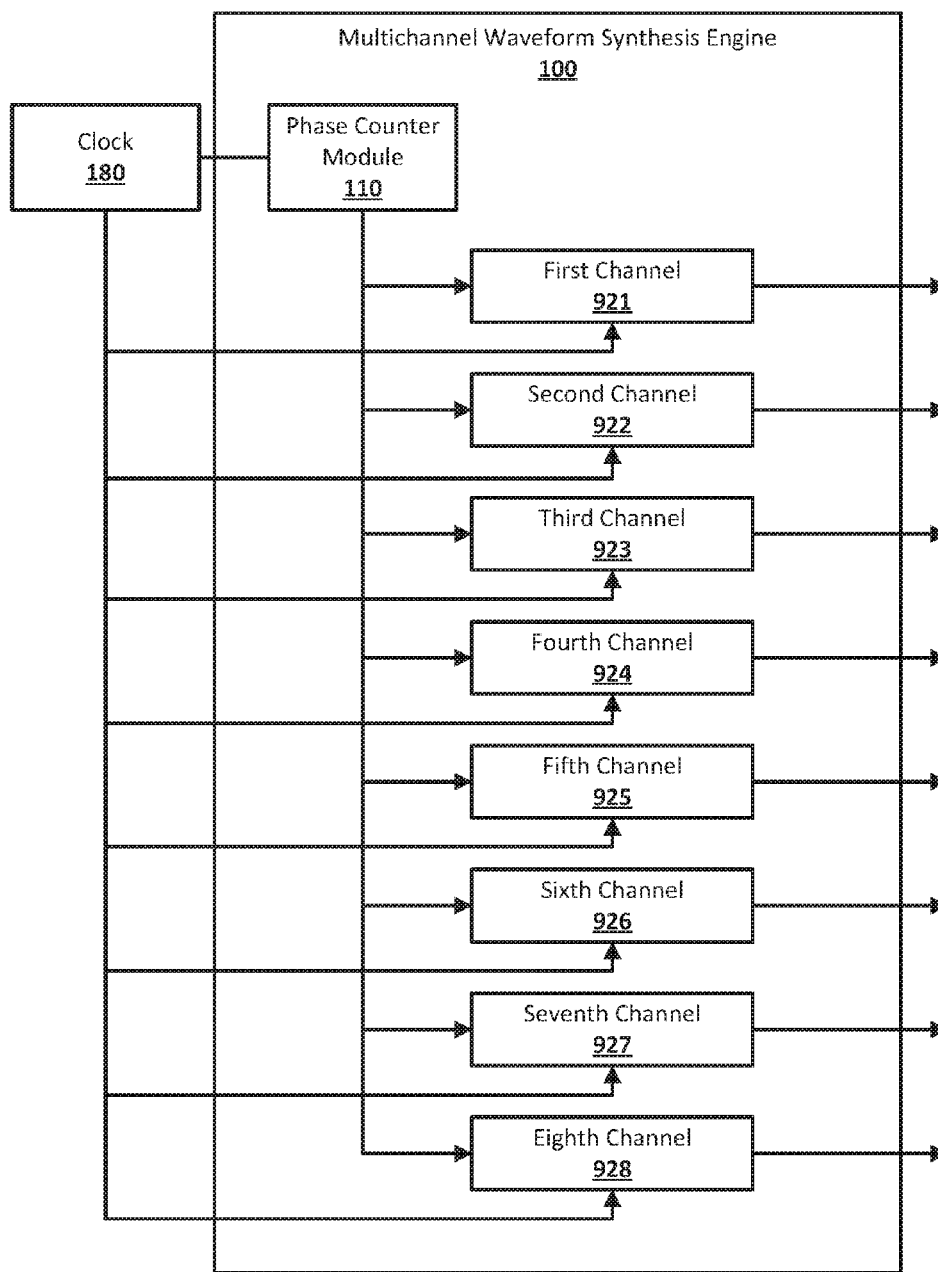 Multichannel Waveform Synthesis Engine
100
Clock
180
Phase Counter
Module
110
First Channel
921
Second Channel
922
Third Channel
923
Fourth Channel
924
Fifth Channel
925
Sixth Channel
926
Seventh Channel
927
Eighth Channel
928